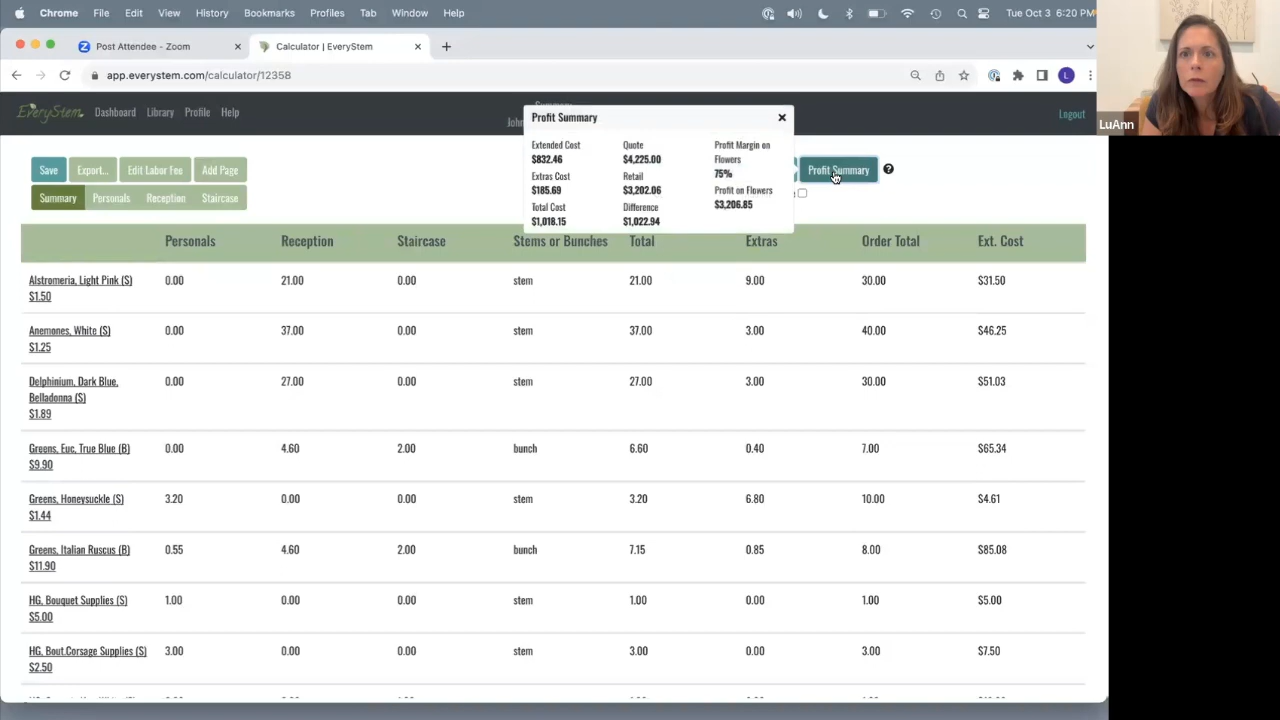 Chrome File Edit View History Bookmarks Profiles Tab Window Help Tue Oct 3 6:20 PM
Post Attendee - Zoom Calculator | EveryStem
app.everystem.com/calculator/12358 L
EveryStem Dashboard Library Profile Help Logout
LuAnn
Profit Summary
Extended Cost Quote Profit Margin on Flowers
$832.46 $4,225.00 75%
Extras Cost Retail Profit on Flowers
$185.69 $3,202.06 $3,206.85
Total Cost Difference
$1,018.15 $1,022.94
Save Export... Edit Labor Fee Add Page Profit Summary
Summary Personals Reception Staircase
Personals Reception Staircase Stems or Bunches Total Extras Order Total Ext. Cost
Alstromeria, Light Pink (S) 0.00 21.00 0.00 stem 21.00 9.00 30.00 $31.50
$1.50
Anemones, White (S) 0.00 37.00 0.00 stem 37.00 3.00 40.00 $46.25
$1.25
Delphinium, Dark Blue, 0.00 27.00 0.00 stem 27.00 3.00 30.00 $51.03
Belladonna (S)
$1.89
Greens, Euc, True Blue (B) 0.00 4.60 2.00 bunch 6.60 0.40 7.00 $65.34
$9.90
Greens, Honeysuckle (S) 3.20 0.00 0.00 stem 3.20 6.80 10.00 $4.61
$1.44
Greens, Italian Ruscus (B) 0.55 4.60 2.00 bunch 7.15 0.85 8.00 $85.08
$11.90
HG, Bouquet Supplies (S) 1.00 0.00 0.00 stem 1.00 0.00 1.00 $5.00
$5.00
HG, Bout.Corsage Supplies (S) 3.00 0.00 0.00 stem 3.00 0.00 3.00 $7.50
$2.50